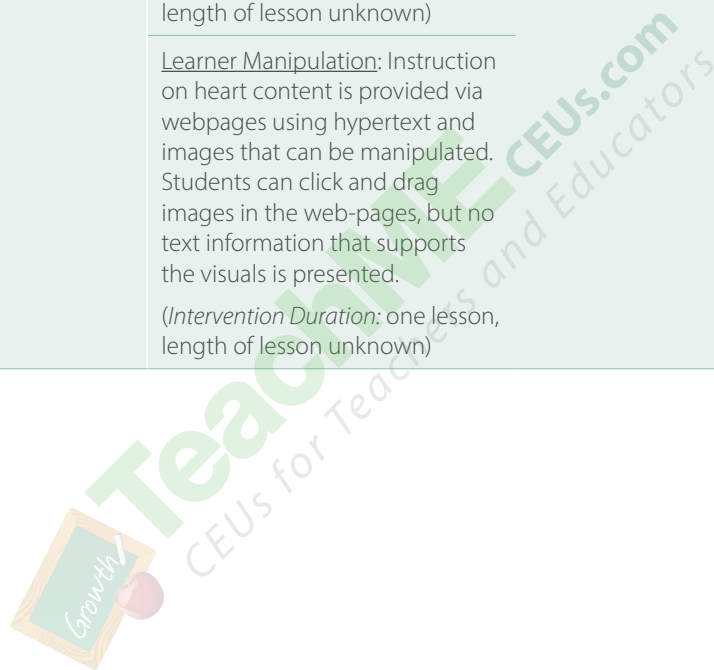 length of lesson unknown)
Learner Manipulation: Instruction
on heart content is provided via
webpages using hypertext and
images that can be manipulated.
Students can click and drag
images in the web-pages, but no
text information that supports
the visuals is presented.
(Intervention Duration: one lesson,
length of lesson unknown)
TeachMECEUs.com
CEUs for Teachers and Educators
Growth